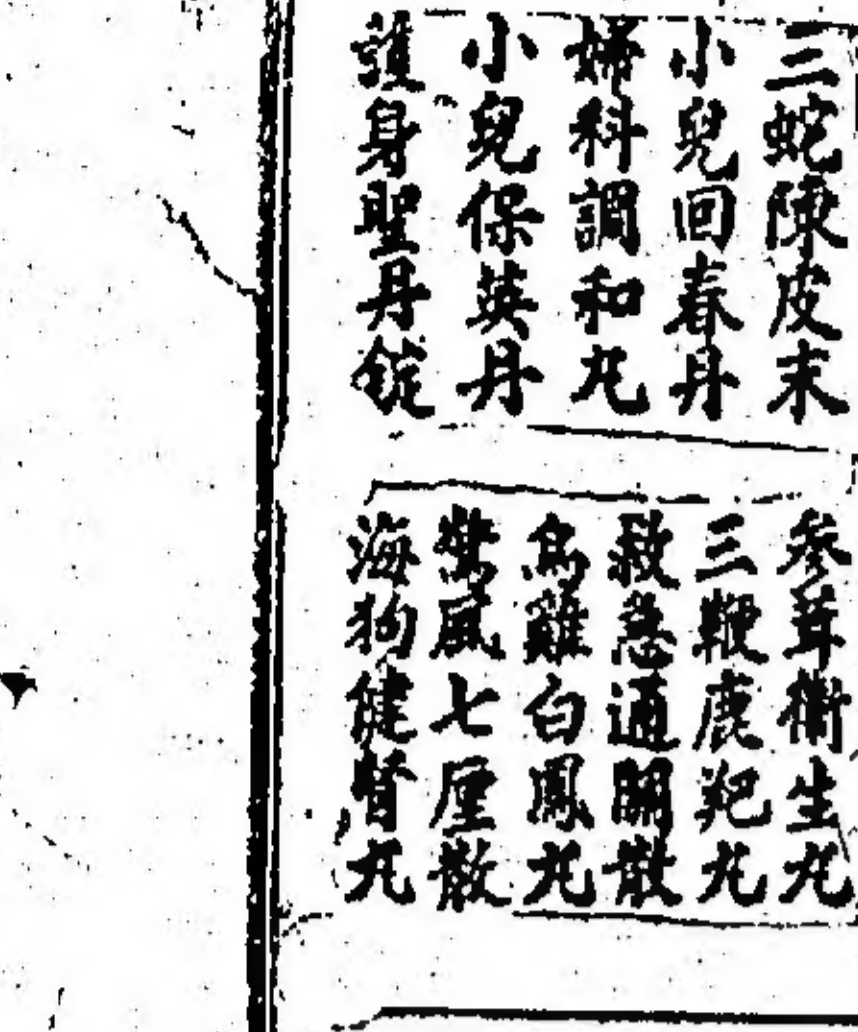 三蛇陳皮末
小兒回春丹
婦科調和丸
小兒保英丹
護身聖丹錠
參茸衛生丸
三鞭鹿羓丸
救急通關散
烏雞白鳳丸
驚風七厘散
海狗健腎丸